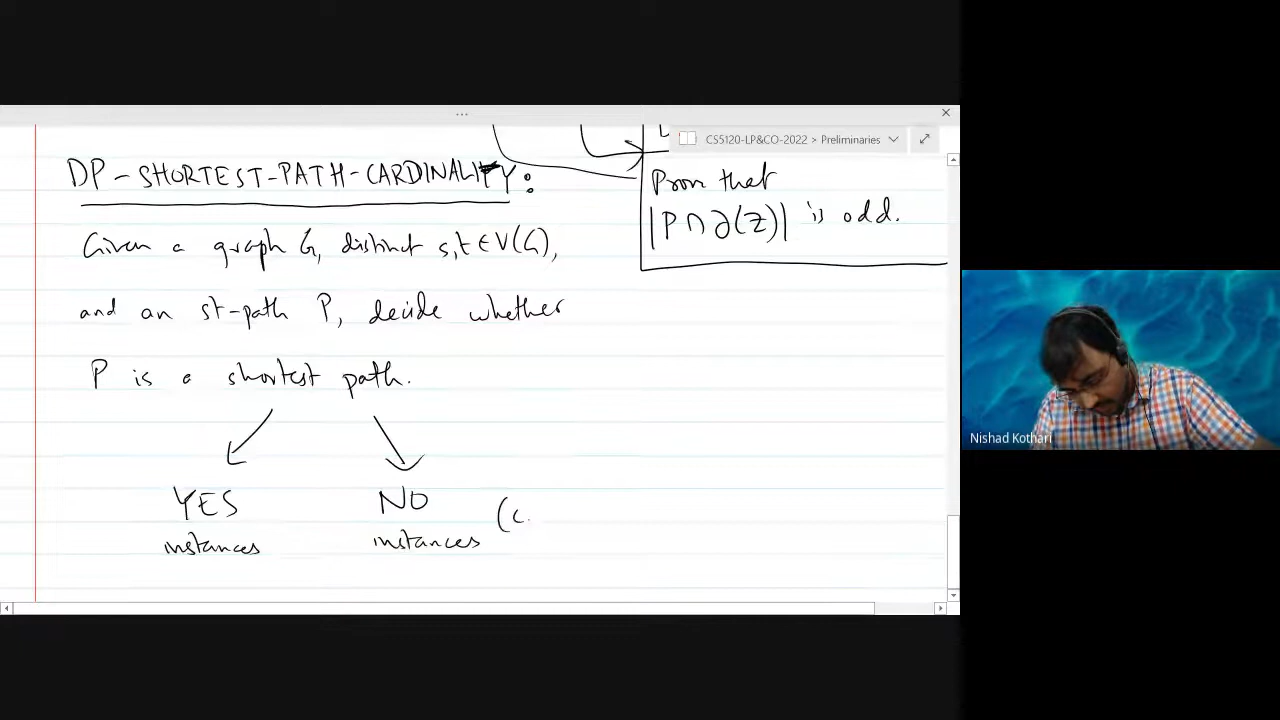 CS5120-LP&CO-2022 > Preliminaries
DP-SHORTEST-PATH-CARDINALITY:
Given a graph G, distinct s,t ∈ V(G),
and an st-path P, decide whether
P is a shortest path.
YES NO (c.
instances instances
Prove that
|P ∩ ∂(Z)| is odd.
Nishad Kothari